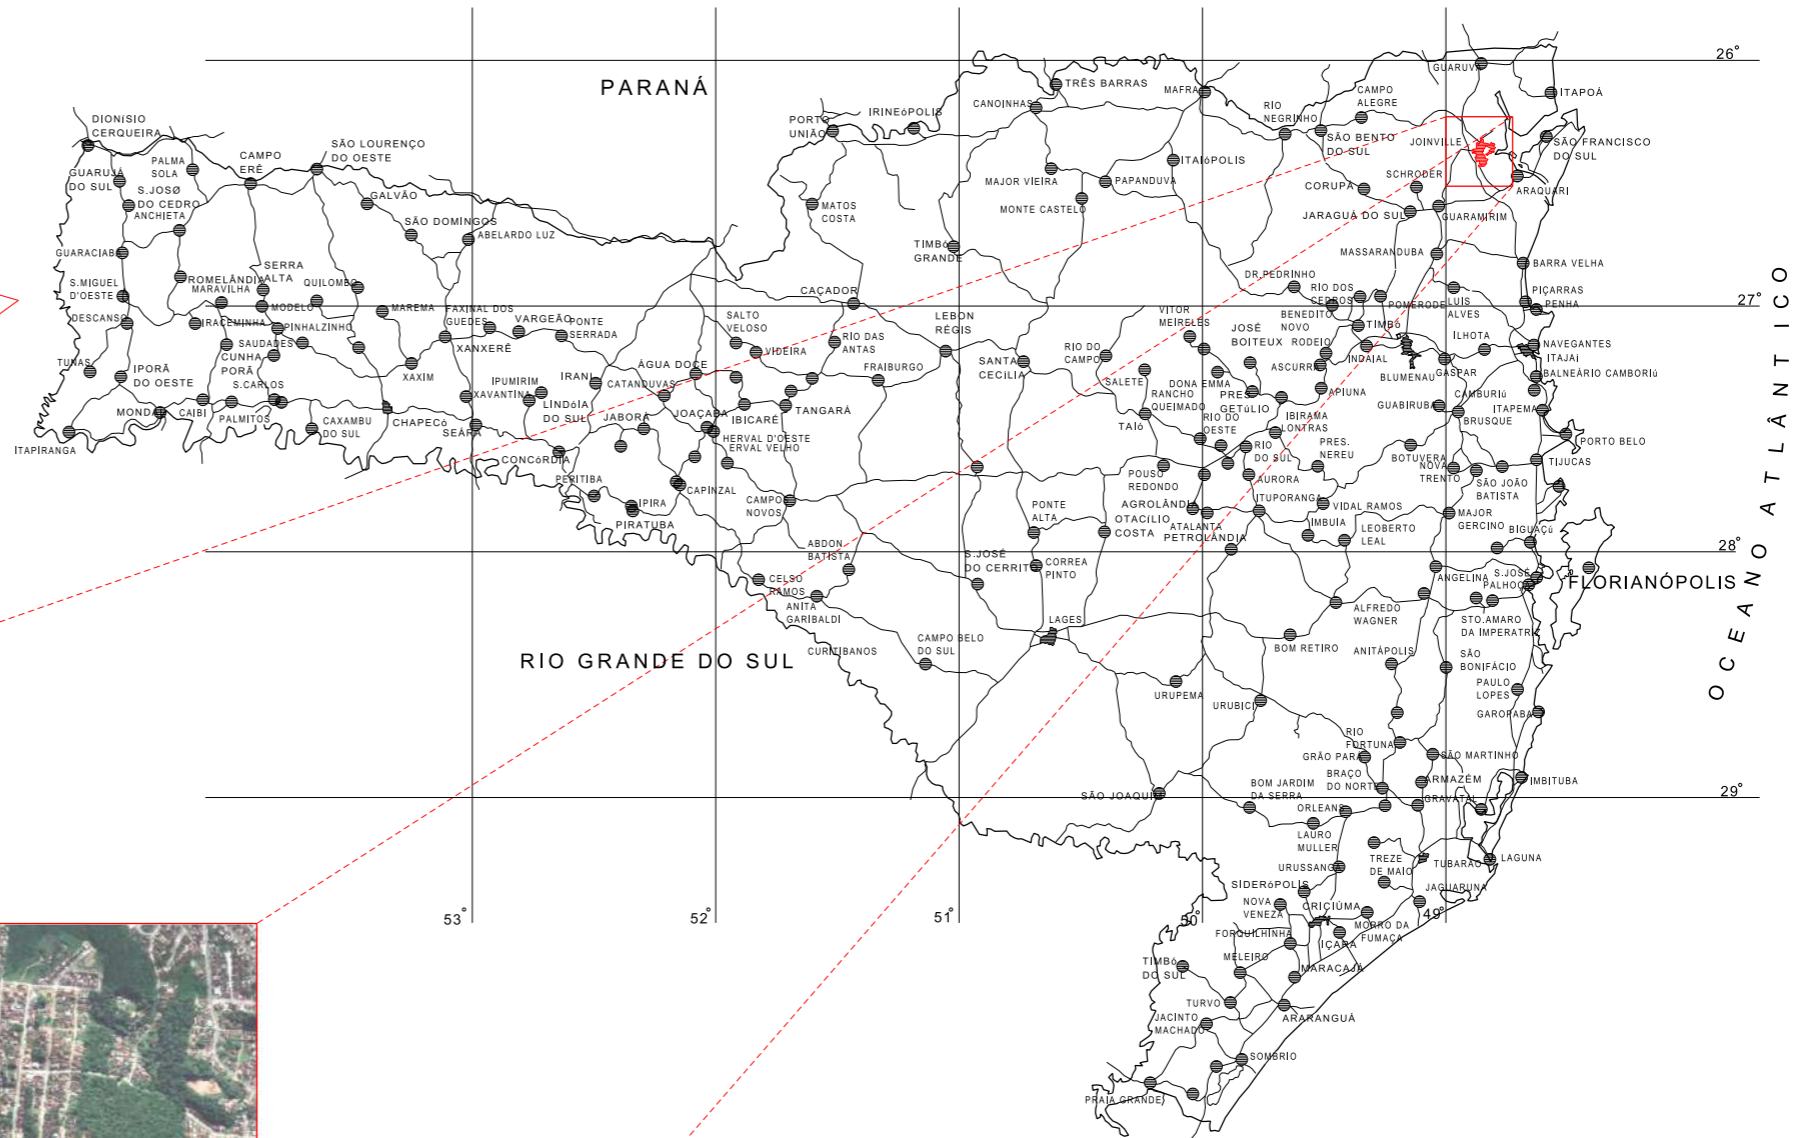 PARANÁ
26°
GUARUVA
ITAPOÁ
TRÊS BARRAS
MAFRA
CANOINHAS
RIO
NEGRINHO
CAMPO
ALEGRE
DIONíSIO
CERQUEIRA
PORTO
UNIÃO
IRINEóPOLIS
SÃO BENTO
DO SUL
JOINVILLE
SÃO FRANCISCO
DO SUL
SÃO LOURENÇO
DO OESTE
PALMA
SOLA
CAMPO
ERÊ
ITAIóPOLIS
GUARUJÁ
DO SUL
S.JOSØ
DO CEDRO
ANCHIETA
GALVÃO
MAJOR VIEIRA
PAPANDUVA
SCHRODER
CORUPA
ARAQUARI
MATOS
COSTA
MONTE CASTELO
JARAGUÁ DO SUL
GUARAMIRIM
SÃO DOMINGOS
ABELARDO LUZ
TIMBó
GRANDE
MASSARANDUBA
GUARACIABA
BARRA VELHA
SERRA
ALTA
ROMELÂNDIA
QUILOMBO
DR.PEDRINHO
S.MIGUEL
D'OESTE
MARAVILHA
MODELO
MAREMA
FAXINAL DOS
GUEDES
CAÇADOR
RIO DOS
CEDROS
POMERODE
LUIS
ALVES
PIÇARRAS
PENHA
27°
DESCANSO
IRACEMINHA
PINHALZINHO
VARGEÃO
PONTE
SERRADA
SALTO
VELOSO
LEBON
RÉGIS
VITOR
MEIRELES
BENEDITO
NOVO
TIMBó
SAUDADES
XANXERÊ
RIO DAS
ANTAS
JOSÉ
BOITEUX
RODEIO
ILHOTA
NAVEGANTES
ITAJAí
TUNAS
CUNHA
PORÃ
VIDEIRA
RIO DO
CAMPO
INDAIAL
IPORÃ
DO OESTE
XAXIM
ÁGUA DOCE
FRAIBURGO
SANTA
CECíLIA
ASCURRA
BLUMENAU
GASPAR
BALNEÁRIO CAMBORIú
S.CARLOS
IPUMIRIM
IRANI
CATANDUVAS
SALETE
DONA EMMA
APIUNA
CAMBURIú
MONDAí
CAIBI
PALMITOS
XAVANTINA
LíNDóIA
DO SUL
JABORA
JOAÇABA
IBICARÉ
TANGARÁ
RANCHO
QUEIMADO
PRES
GETúLIO
GUABIRUBA
BRUSQUE
ITAPEMA
ITAPIRANGA
CAXAMBU
DO SUL
CHAPECó
SEÁRA
HERVAL D'OESTE
ERVAL VELHO
TAIó
RIO DO
OESTE
IBIRAMA
LONTRAS
PORTO BELO
CONCóRDIA
RIO
DO SUL
PRES.
NEREU
BOTUVERA
NOVA
TRENTO
TIJUCAS
PERITIBA
IPIRA
PIRATUBA
CAPINZAL
CAMPO
NOVOS
POUSO
REDONDO
AURORA
SÃO JOÃO
BATISTA
PONTE
ALTA
AGROLÂNDIA
OTACíLIO
COSTA
ATALANTA
ITUPORANGA
VIDAL RAMOS
MAJOR
GERCINO
PETROLÂNDIA
IMBUIA
LEOBERTO
LEAL
BIGUAÇú
ABDON
BATISTA
S.JOSÉ
DO CERRITO
28°
CELSO
RAMOS
CORREA
PINTO
ANGELINA
S.JOSÉ
PALHOÇA
FLORIANÓPOLIS
ANITA
GARIBALDI
ALFREDO
WAGNER
LAGES
STO.AMARO
DA IMPERATRIZ
CURITIBANOS
CAMPO BELO
DO SUL
BOM RETIRO
ANITÁPOLIS
SÃO
BONIFÁCIO
RIO GRANDE DO SUL
PAULO
LOPES
URUPEMA
URUBICI
GAROPABA
OCEANO ATLÂNTICO
RIO
FORTUNA
GRÃO PARÁ
SÃO MARTINHO
BRAÇO
DO NORTE
ARMAZÉM
IMBITUBA
SÃO JOAQUIM
BOM JARDIM
DA SERRA
ORLEANS
GRAVATAL
29°
LAURO
MULLER
TREZE
DE MAIO
TUBARÃO
LAGUNA
URUSSANGA
SIDERóPOLIS
JAGUARUNA
53°
52°
51°
50°
49°
NOVA
VENEZA
CRICIÚMA
MORRO DA
FUMAÇA
FORQUILHINHA
IÇARA
TIMBó
DO SUL
MELEIRO
MARACAJÁ
TURVO
JACINTO
MACHADO
ARARANGUÁ
SOMBRIO
PRAIA GRANDE